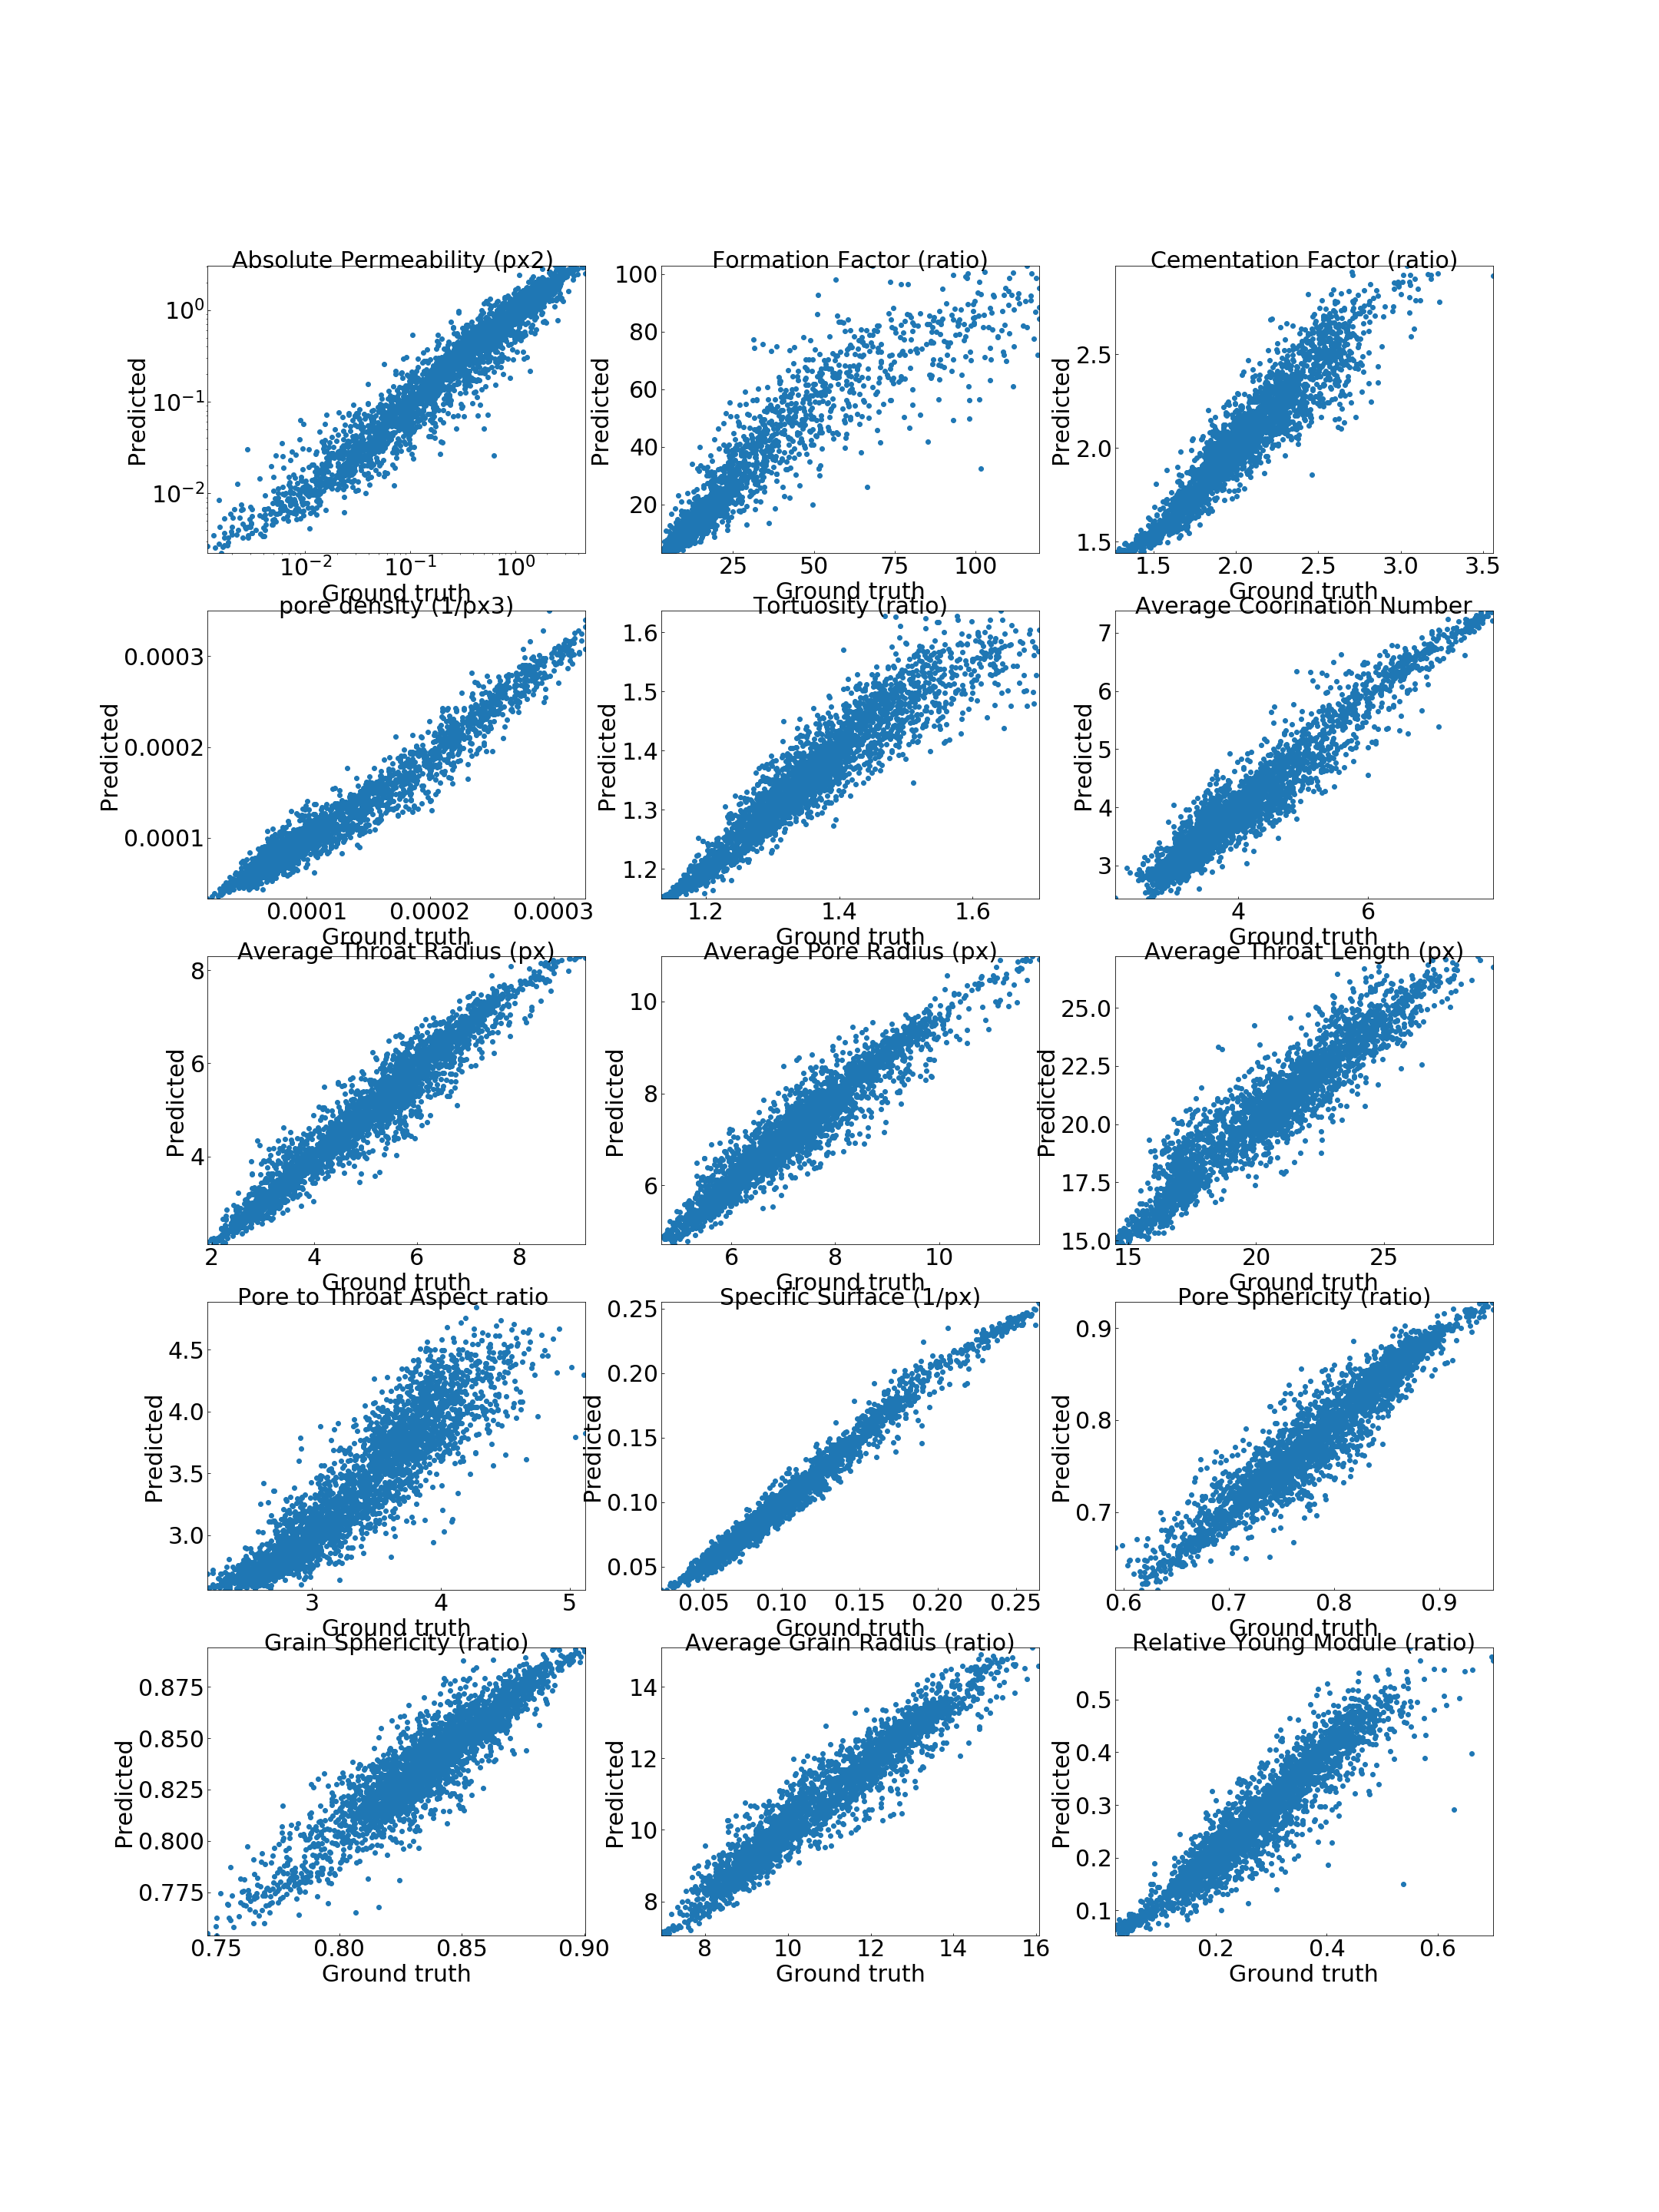 Absolute Permeability (px2)
Predicted
10⁰
10⁻¹
10⁻²
10⁻² 10⁻¹ 10⁰
Ground truth
Formation Factor (ratio)
Predicted
100
80
60
40
20
25 50 75 100
Ground truth
Cementation Factor (ratio)
Predicted
2.5
2.0
1.5
1.5 2.0 2.5 3.0 3.5
Ground truth
pore density (1/px3)
Predicted
0.0003
0.0002
0.0001
0.0001 0.0002 0.0003
Ground truth
Tortuosity (ratio)
Predicted
1.6
1.5
1.4
1.3
1.2
1.2 1.4 1.6
Ground truth
Average Coorination Number
Predicted
7
6
5
4
3
4 6
Ground truth
Average Throat Radius (px)
Predicted
8
6
4
2 4 6 8
Ground truth
Average Pore Radius (px)
Predicted
10
8
6
6 8 10
Ground truth
Average Throat Length (px)
Predicted
25.0
22.5
20.0
17.5
15.0
15 20 25
Ground truth
Pore to Throat Aspect ratio
Predicted
4.5
4.0
3.5
3.0
3 4 5
Ground truth
Specific Surface (1/px)
Predicted
0.25
0.20
0.15
0.10
0.05
0.05 0.10 0.15 0.20 0.25
Ground truth
Pore Sphericity (ratio)
Predicted
0.9
0.8
0.7
0.6 0.7 0.8 0.9
Ground truth
Grain Sphericity (ratio)
Predicted
0.875
0.850
0.825
0.800
0.775
0.75 0.80 0.85 0.90
Ground truth
Average Grain Radius (ratio)
Predicted
14
12
10
8
8 10 12 14 16
Ground truth
Relative Young Module (ratio)
Predicted
0.5
0.4
0.3
0.2
0.1
0.2 0.4 0.6
Ground truth